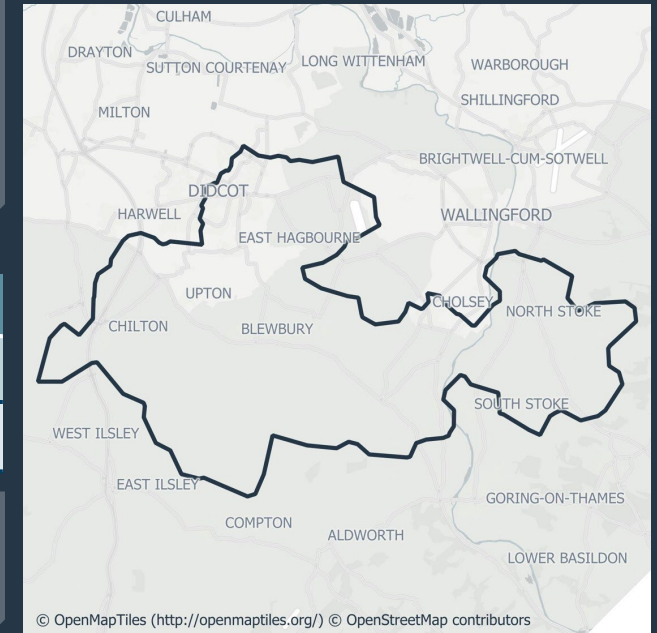 CULHAM
DRAYTON
SUTTON COURTENAY
LONG WITTENHAM
WARBOROUGH
SHILLINGFORD
MILTON
BRIGHTWELL-CUM-SOTWELL
DIDCOT
HARWELL
WALLINGFORD
EAST HAGBOURNE
UPTON
CHOLSEY
NORTH STOKE
CHILTON
BLEWBURY
SOUTH STOKE
WEST ILSLEY
EAST ILSLEY
GORING-ON-THAMES
COMPTON
ALDWORTH
LOWER BASILDON
© OpenMapTiles (http://openmaptiles.org/) © OpenStreetMap contributors